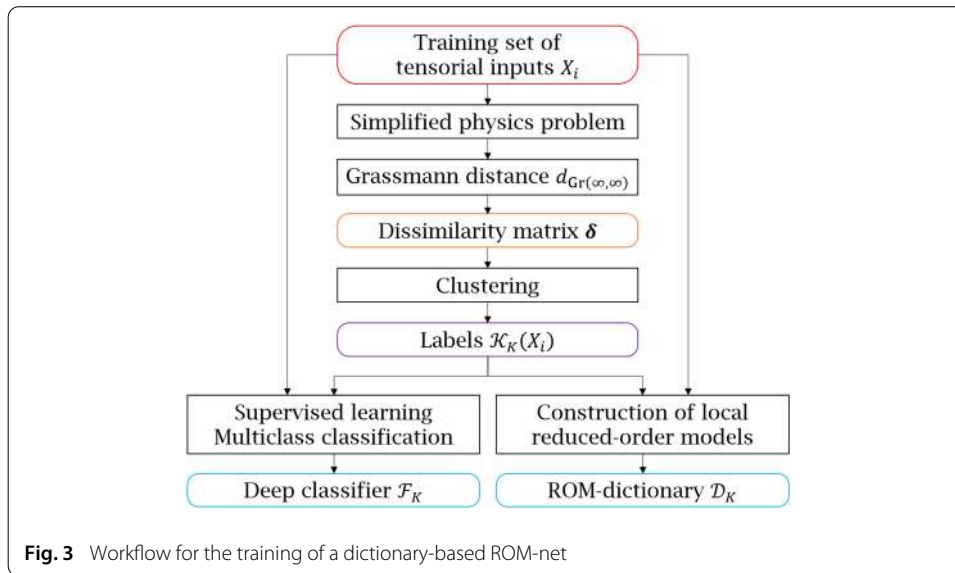 Training set of
tensorial inputs 𝑋ᵢ
Simplified physics problem
Grassmann distance 𝑑_Gr(∞,∞)
Dissimilarity matrix 𝜹
Clustering
Labels 𝒦_K(𝑋ᵢ)
Supervised learning
Multiclass classification
Construction of local
reduced-order models
Deep classifier ℱ_K
ROM-dictionary 𝒟_K
Fig. 3 Workflow for the training of a dictionary-based ROM-net